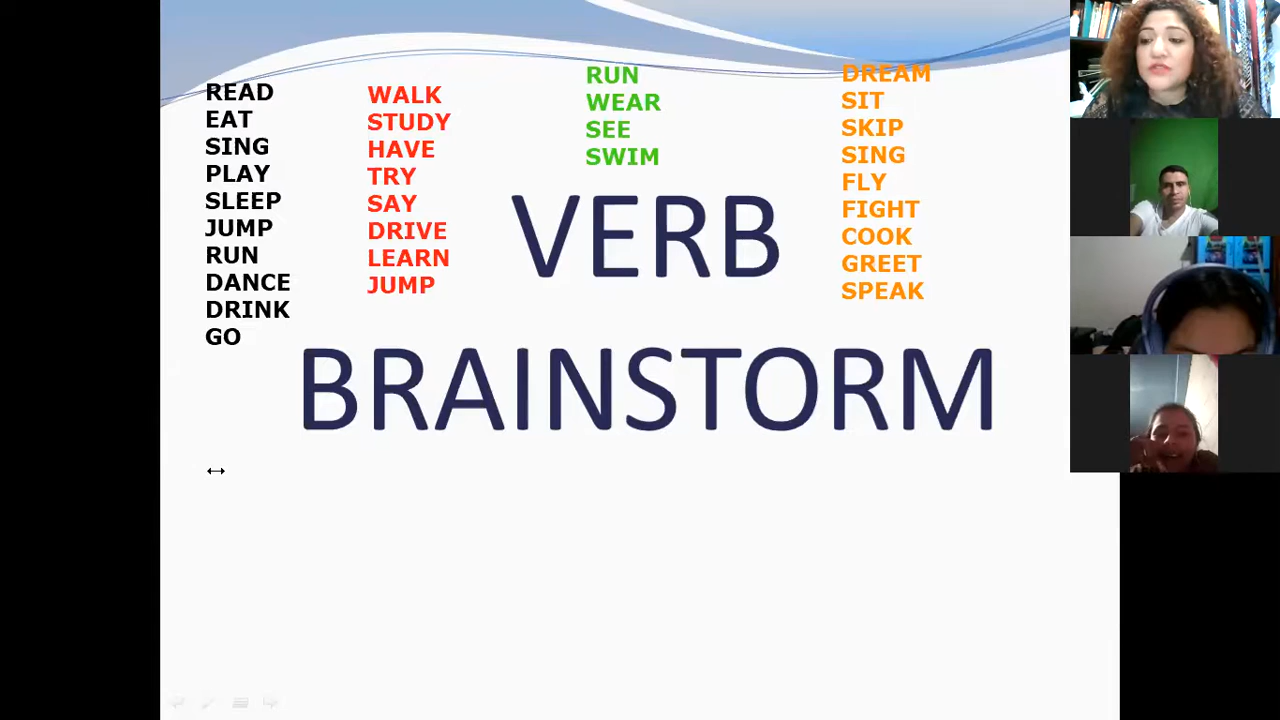 READ
EAT
SING
PLAY
SLEEP
JUMP
RUN
DANCE
DRINK
GO
WALK
STUDY
HAVE
TRY
SAY
DRIVE
LEARN
JUMP
RUN
WEAR
SEE
SWIM
DREAM
SIT
SKIP
SING
FLY
FIGHT
COOK
GREET
SPEAK
VERB
BRAINSTORM